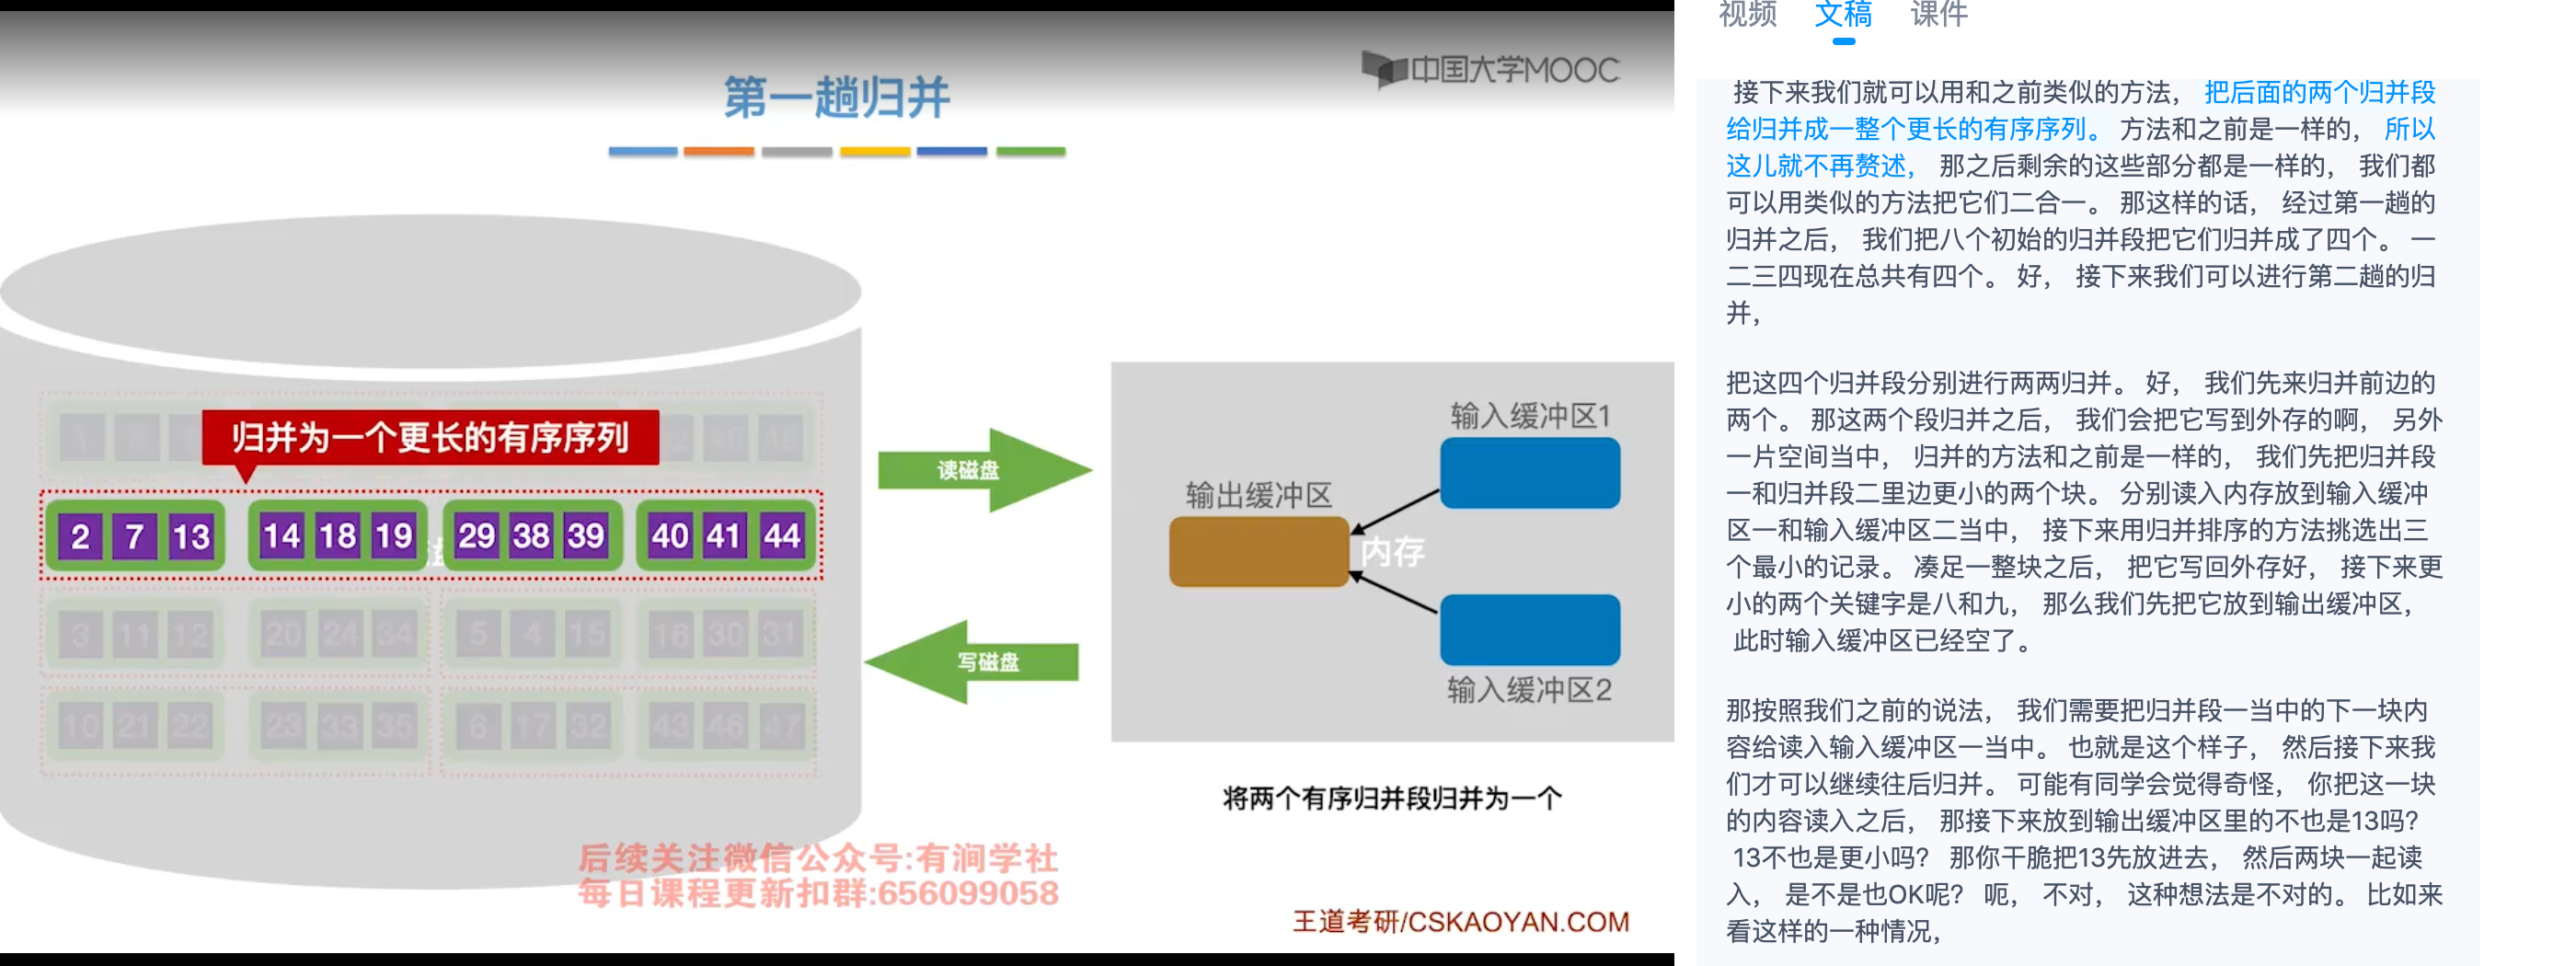 中国大学MOOC
第一趟归并
归并为一个更长的有序序列
2 7 13 14 18 19 29 38 39 40 41 44
3 11 12 20 24 34 5 4 15 16 30 31
10 21 22 23 33 35 6 17 32 43 46 47
读磁盘
写磁盘
输入缓冲区1
输出缓冲区
内存
输入缓冲区2
将两个有序归并段归并为一个
后续关注微信公众号:有涧学社
每日课程更新扣群:656099058
王道考研/CSKAOYAN.COM
视频 文稿 课件
接下来我们就可以用和之前类似的方法， 把后面的两个归并段
给归并成一整个更长的有序序列。 方法和之前是一样的， 所以
这儿就不再赘述， 那之后剩余的这些部分都是一样的， 我们都
可以用类似的方法把它们二合一。 那这样的话， 经过第一趟的
归并之后， 我们把八个初始的归并段把它们归并成了四个。 一
二三四现在总共有四个。 好， 接下来我们可以进行第二趟的归
并，
把这四个归并段分别进行两两归并。 好， 我们先来归并前边的
两个。 那这两个段归并之后， 我们会把它写到外存的啊， 另外
一片空间当中， 归并的方法和之前是一样的， 我们先把归并段
一和归并段二里边更小的两个块。 分别读入内存放到输入缓冲
区一和输入缓冲区二当中， 接下来用归并排序的方法挑选出三
个最小的记录。 凑足一整块之后， 把它写回外存好， 接下来更
小的两个关键字是八和九， 那么我们先把它放到输出缓冲区，
此时输入缓冲区已经空了。
那按照我们之前的说法， 我们需要把归并段一当中的下一块内
容给读入输入缓冲区一当中。 也就是这个样子， 然后接下来我
们才可以继续往后归并。 可能有同学会觉得奇怪， 你把这一块
的内容读入之后， 那接下来放到输出缓冲区里的不也是13吗？
13不也是更小吗？ 那你干脆把13先放进去， 然后两块一起读
入， 是不是也OK呢？ 呃， 不对， 这种想法是不对的。 比如来
看这样的一种情况，